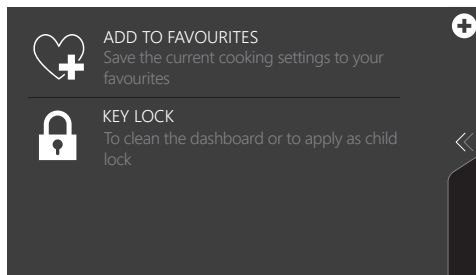 ADD TO FAVOURITES
Save the current cooking settings to your
favourites
KEY LOCK
To clean the dashboard or to apply as child
lock